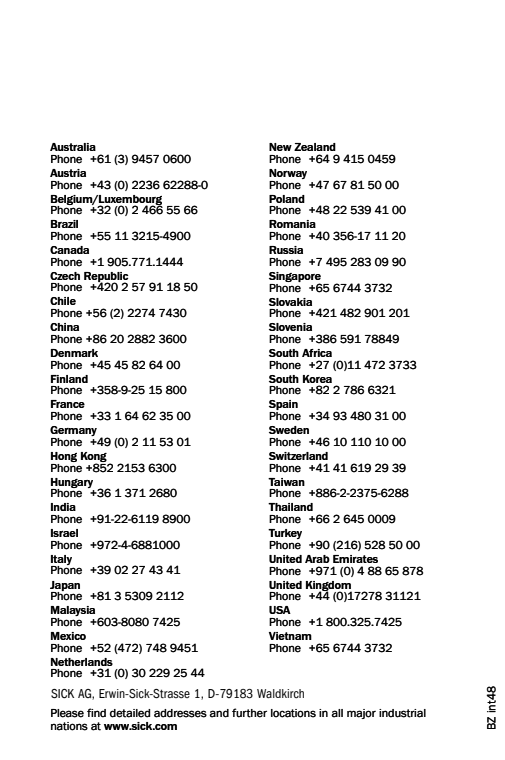 Australia
Phone +61 (3) 9457 0600
Austria
Phone +43 (0) 2236 62288-0
Belgium/Luxembourg
Phone +32 (0) 2 466 55 66
Brazil
Phone +55 11 3215-4900
Canada
Phone +1 905.771.1444
Czech Republic
Phone +420 2 57 91 18 50
Chile
Phone +56 (2) 2274 7430
China
Phone +86 20 2882 3600
Denmark
Phone +45 45 82 64 00
Finland
Phone +358-9-25 15 800
France
Phone +33 1 64 62 35 00
Germany
Phone +49 (0) 2 11 53 01
Hong Kong
Phone +852 2153 6300
Hungary
Phone +36 1 371 2680
India
Phone +91-22-6119 8900
Israel
Phone +972-4-6881000
Italy
Phone +39 02 27 43 41
Japan
Phone +81 3 5309 2112
Malaysia
Phone +603-8080 7425
Mexico
Phone +52 (472) 748 9451
Netherlands
Phone +31 (0) 30 229 25 44
New Zealand
Phone +64 9 415 0459
Norway
Phone +47 67 81 50 00
Poland
Phone +48 22 539 41 00
Romania
Phone +40 356-17 11 20
Russia
Phone +7 495 283 09 90
Singapore
Phone +65 6744 3732
Slovakia
Phone +421 482 901 201
Slovenia
Phone +386 591 78849
South Africa
Phone +27 (0)11 472 3733
South Korea
Phone +82 2 786 6321
Spain
Phone +34 93 480 31 00
Sweden
Phone +46 10 110 10 00
Switzerland
Phone +41 41 619 29 39
Taiwan
Phone +886-2-2375-6288
Thailand
Phone +66 2 645 0009
Turkey
Phone +90 (216) 528 50 00
United Arab Emirates
Phone +971 (0) 4 88 65 878
United Kingdom
Phone +44 (0)17278 31121
USA
Phone +1 800.325.7425
Vietnam
Phone +65 6744 3732
SICK AG, Erwin-Sick-Strasse 1, D-79183 Waldkirch
Please find detailed addresses and further locations in all major industrial
nations at www.sick.com
BZ int48